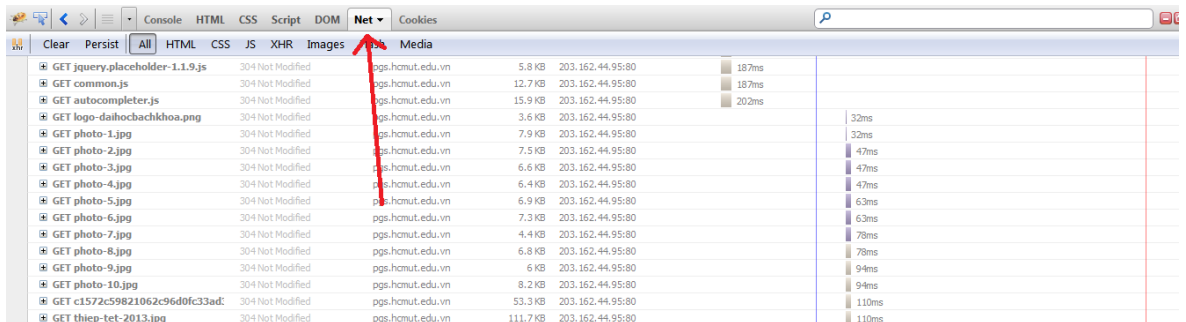 Console HTML CSS Script DOM Net Cookies
xhr Clear Persist All HTML CSS JS XHR Images Flash Media
GET jquery.placeholder-1.1.9.js 304 Not Modified pgs.hcmut.edu.vn 5.8 KB 203.162.44.95:80 187ms
GET common.js 304 Not Modified pgs.hcmut.edu.vn 12.7 KB 203.162.44.95:80 187ms
GET autocompleter.js 304 Not Modified pgs.hcmut.edu.vn 15.9 KB 203.162.44.95:80 202ms
GET logo-daihocbachkhoa.png 304 Not Modified pgs.hcmut.edu.vn 3.6 KB 203.162.44.95:80 32ms
GET photo-1.jpg 304 Not Modified pgs.hcmut.edu.vn 7.9 KB 203.162.44.95:80 32ms
GET photo-2.jpg 304 Not Modified pgs.hcmut.edu.vn 7.5 KB 203.162.44.95:80 47ms
GET photo-3.jpg 304 Not Modified pgs.hcmut.edu.vn 6.6 KB 203.162.44.95:80 47ms
GET photo-4.jpg 304 Not Modified pgs.hcmut.edu.vn 6.4 KB 203.162.44.95:80 47ms
GET photo-5.jpg 304 Not Modified pgs.hcmut.edu.vn 6.9 KB 203.162.44.95:80 63ms
GET photo-6.jpg 304 Not Modified pgs.hcmut.edu.vn 7.3 KB 203.162.44.95:80 63ms
GET photo-7.jpg 304 Not Modified pgs.hcmut.edu.vn 4.4 KB 203.162.44.95:80 78ms
GET photo-8.jpg 304 Not Modified pgs.hcmut.edu.vn 6.8 KB 203.162.44.95:80 78ms
GET photo-9.jpg 304 Not Modified pgs.hcmut.edu.vn 6 KB 203.162.44.95:80 94ms
GET photo-10.jpg 304 Not Modified pgs.hcmut.edu.vn 8.2 KB 203.162.44.95:80 94ms
GET c1572c59821062c96d0fc33ad 304 Not Modified pgs.hcmut.edu.vn 53.3 KB 203.162.44.95:80 110ms
GET thiep-tet-2013.jpg 304 Not Modified pgs.hcmut.edu.vn 111.7 KB 203.162.44.95:80 110ms